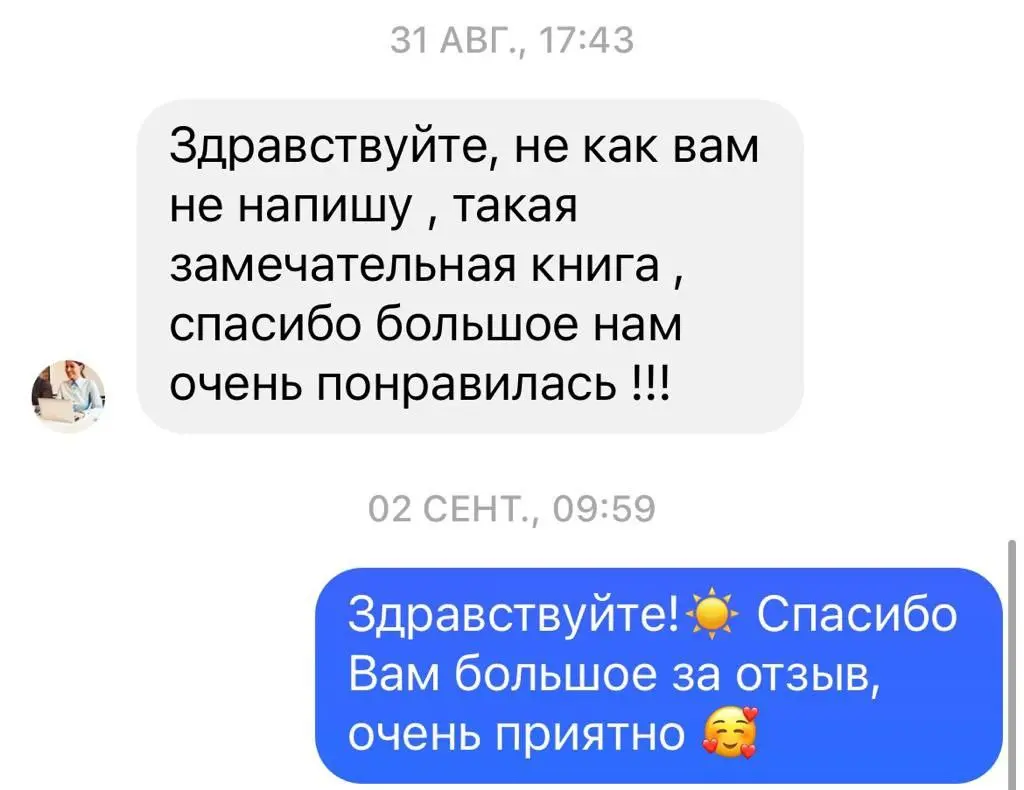 31 АВГ., 17:43
Здравствуйте, не как вам
не напишу , такая
замечательная книга ,
спасибо большое нам
очень понравилась !!!
02 СЕНТ., 09:59
Здравствуйте!☀️ Спасибо
Вам большое за отзыв,
очень приятно 🥰